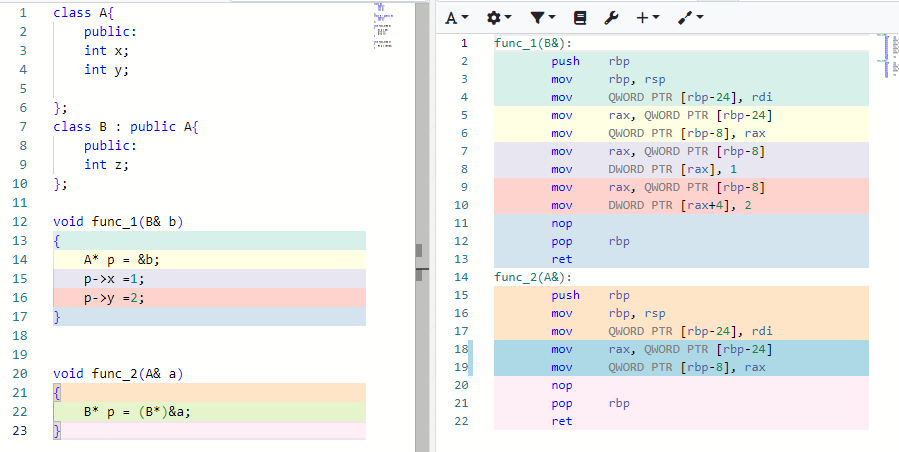 1 class A{
2     public:
3     int x;
4     int y;
5
6 };
7 class B : public A{
8     public:
9     int z;
10 };
11
12 void func_1(B& b)
13 {
14     A* p = &b;
15     p->x =1;
16     p->y =2;
17 }
18
19
20 void func_2(A& a)
21 {
22     B* p = (B*)&a;
23 }
A
1 func_1(B&):
2         push    rbp
3         mov     rbp, rsp
4         mov     QWORD PTR [rbp-24], rdi
5         mov     rax, QWORD PTR [rbp-24]
6         mov     QWORD PTR [rbp-8], rax
7         mov     rax, QWORD PTR [rbp-8]
8         mov     DWORD PTR [rax], 1
9         mov     rax, QWORD PTR [rbp-8]
10         mov     DWORD PTR [rax+4], 2
11         nop
12         pop     rbp
13         ret
14 func_2(A&):
15         push    rbp
16         mov     rbp, rsp
17         mov     QWORD PTR [rbp-24], rdi
18         mov     rax, QWORD PTR [rbp-24]
19         mov     QWORD PTR [rbp-8], rax
20         nop
21         pop     rbp
22         ret